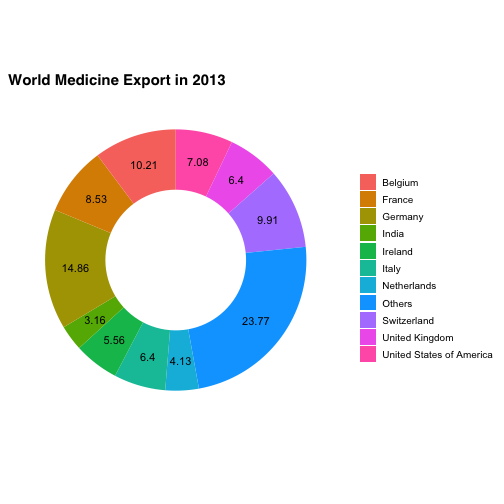 World Medicine Export in 2013
10.21
7.08
6.4
8.53
9.91
14.86
23.77
3.16
5.56
6.4
4.13
Belgium
France
Germany
India
Ireland
Italy
Netherlands
Others
Switzerland
United Kingdom
United States of America